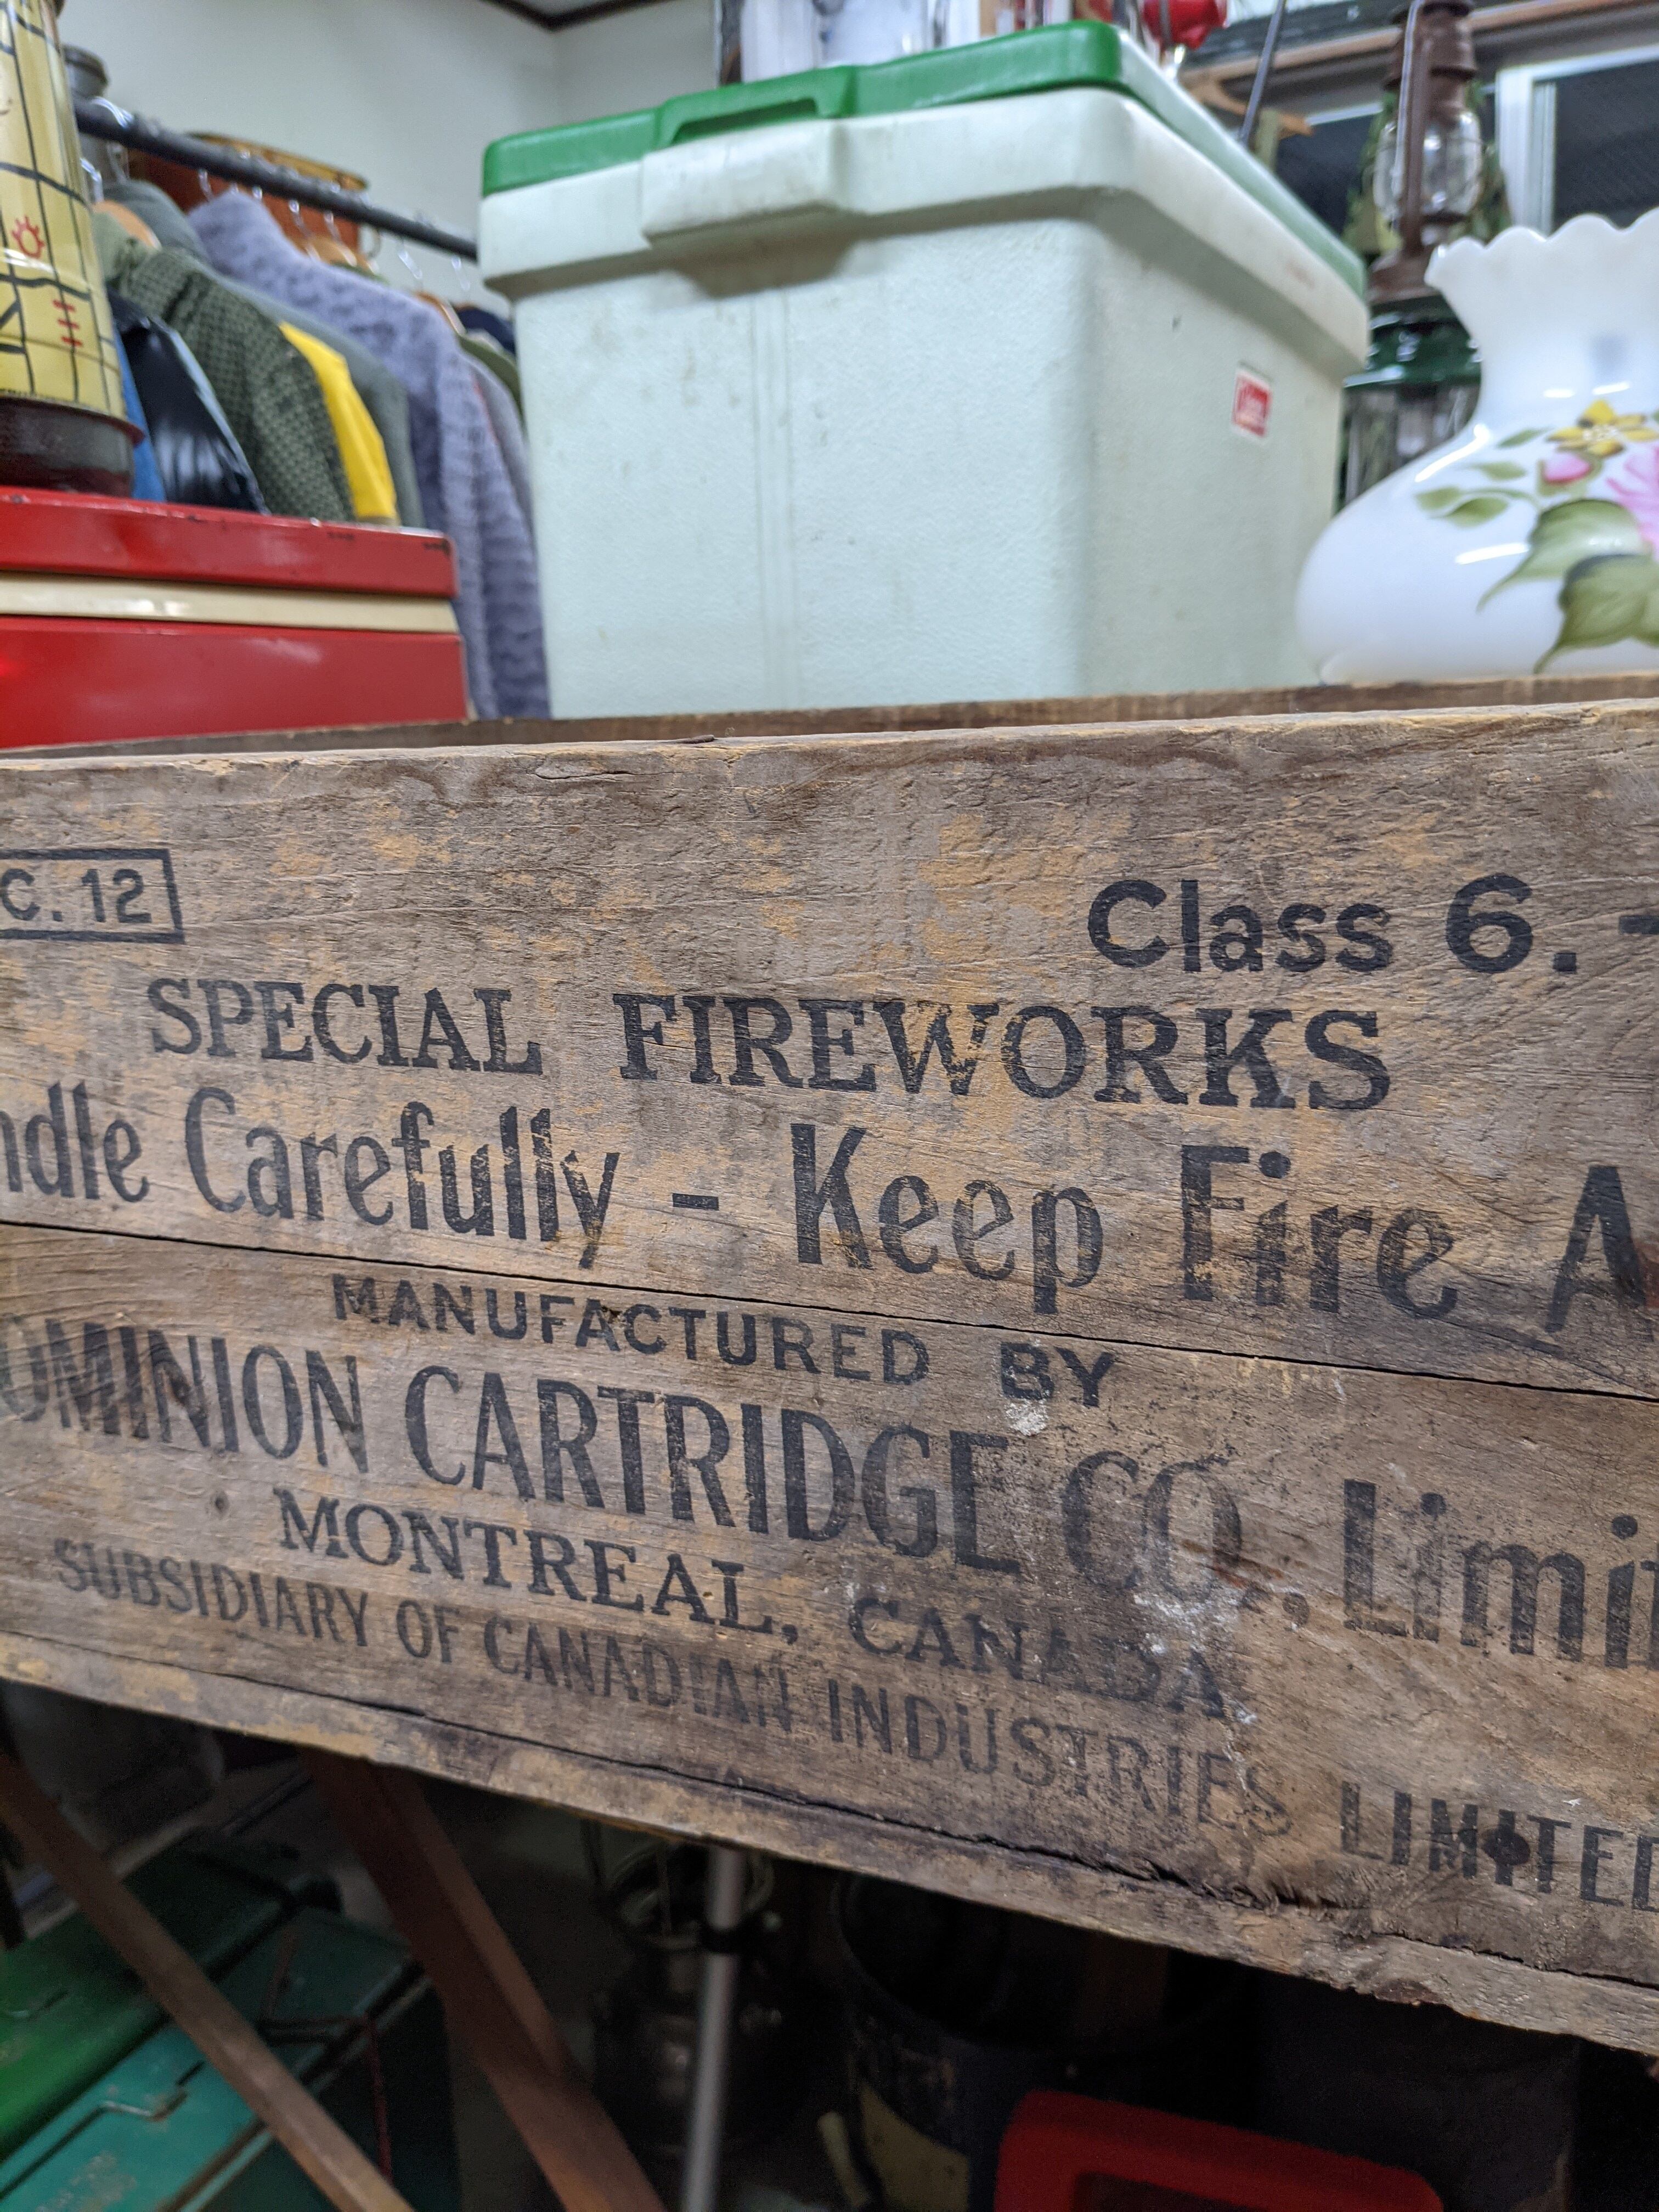 C. 12
Class 6. -
SPECIAL FIREWORKS
ndle Carefully - Keep Fire A
MANUFACTURED BY
OMINION CARTRIDGE CO., Limit
MONTREAL, CANADA
SUBSIDIARY OF CANADIAN INDUSTRIES LIMITED